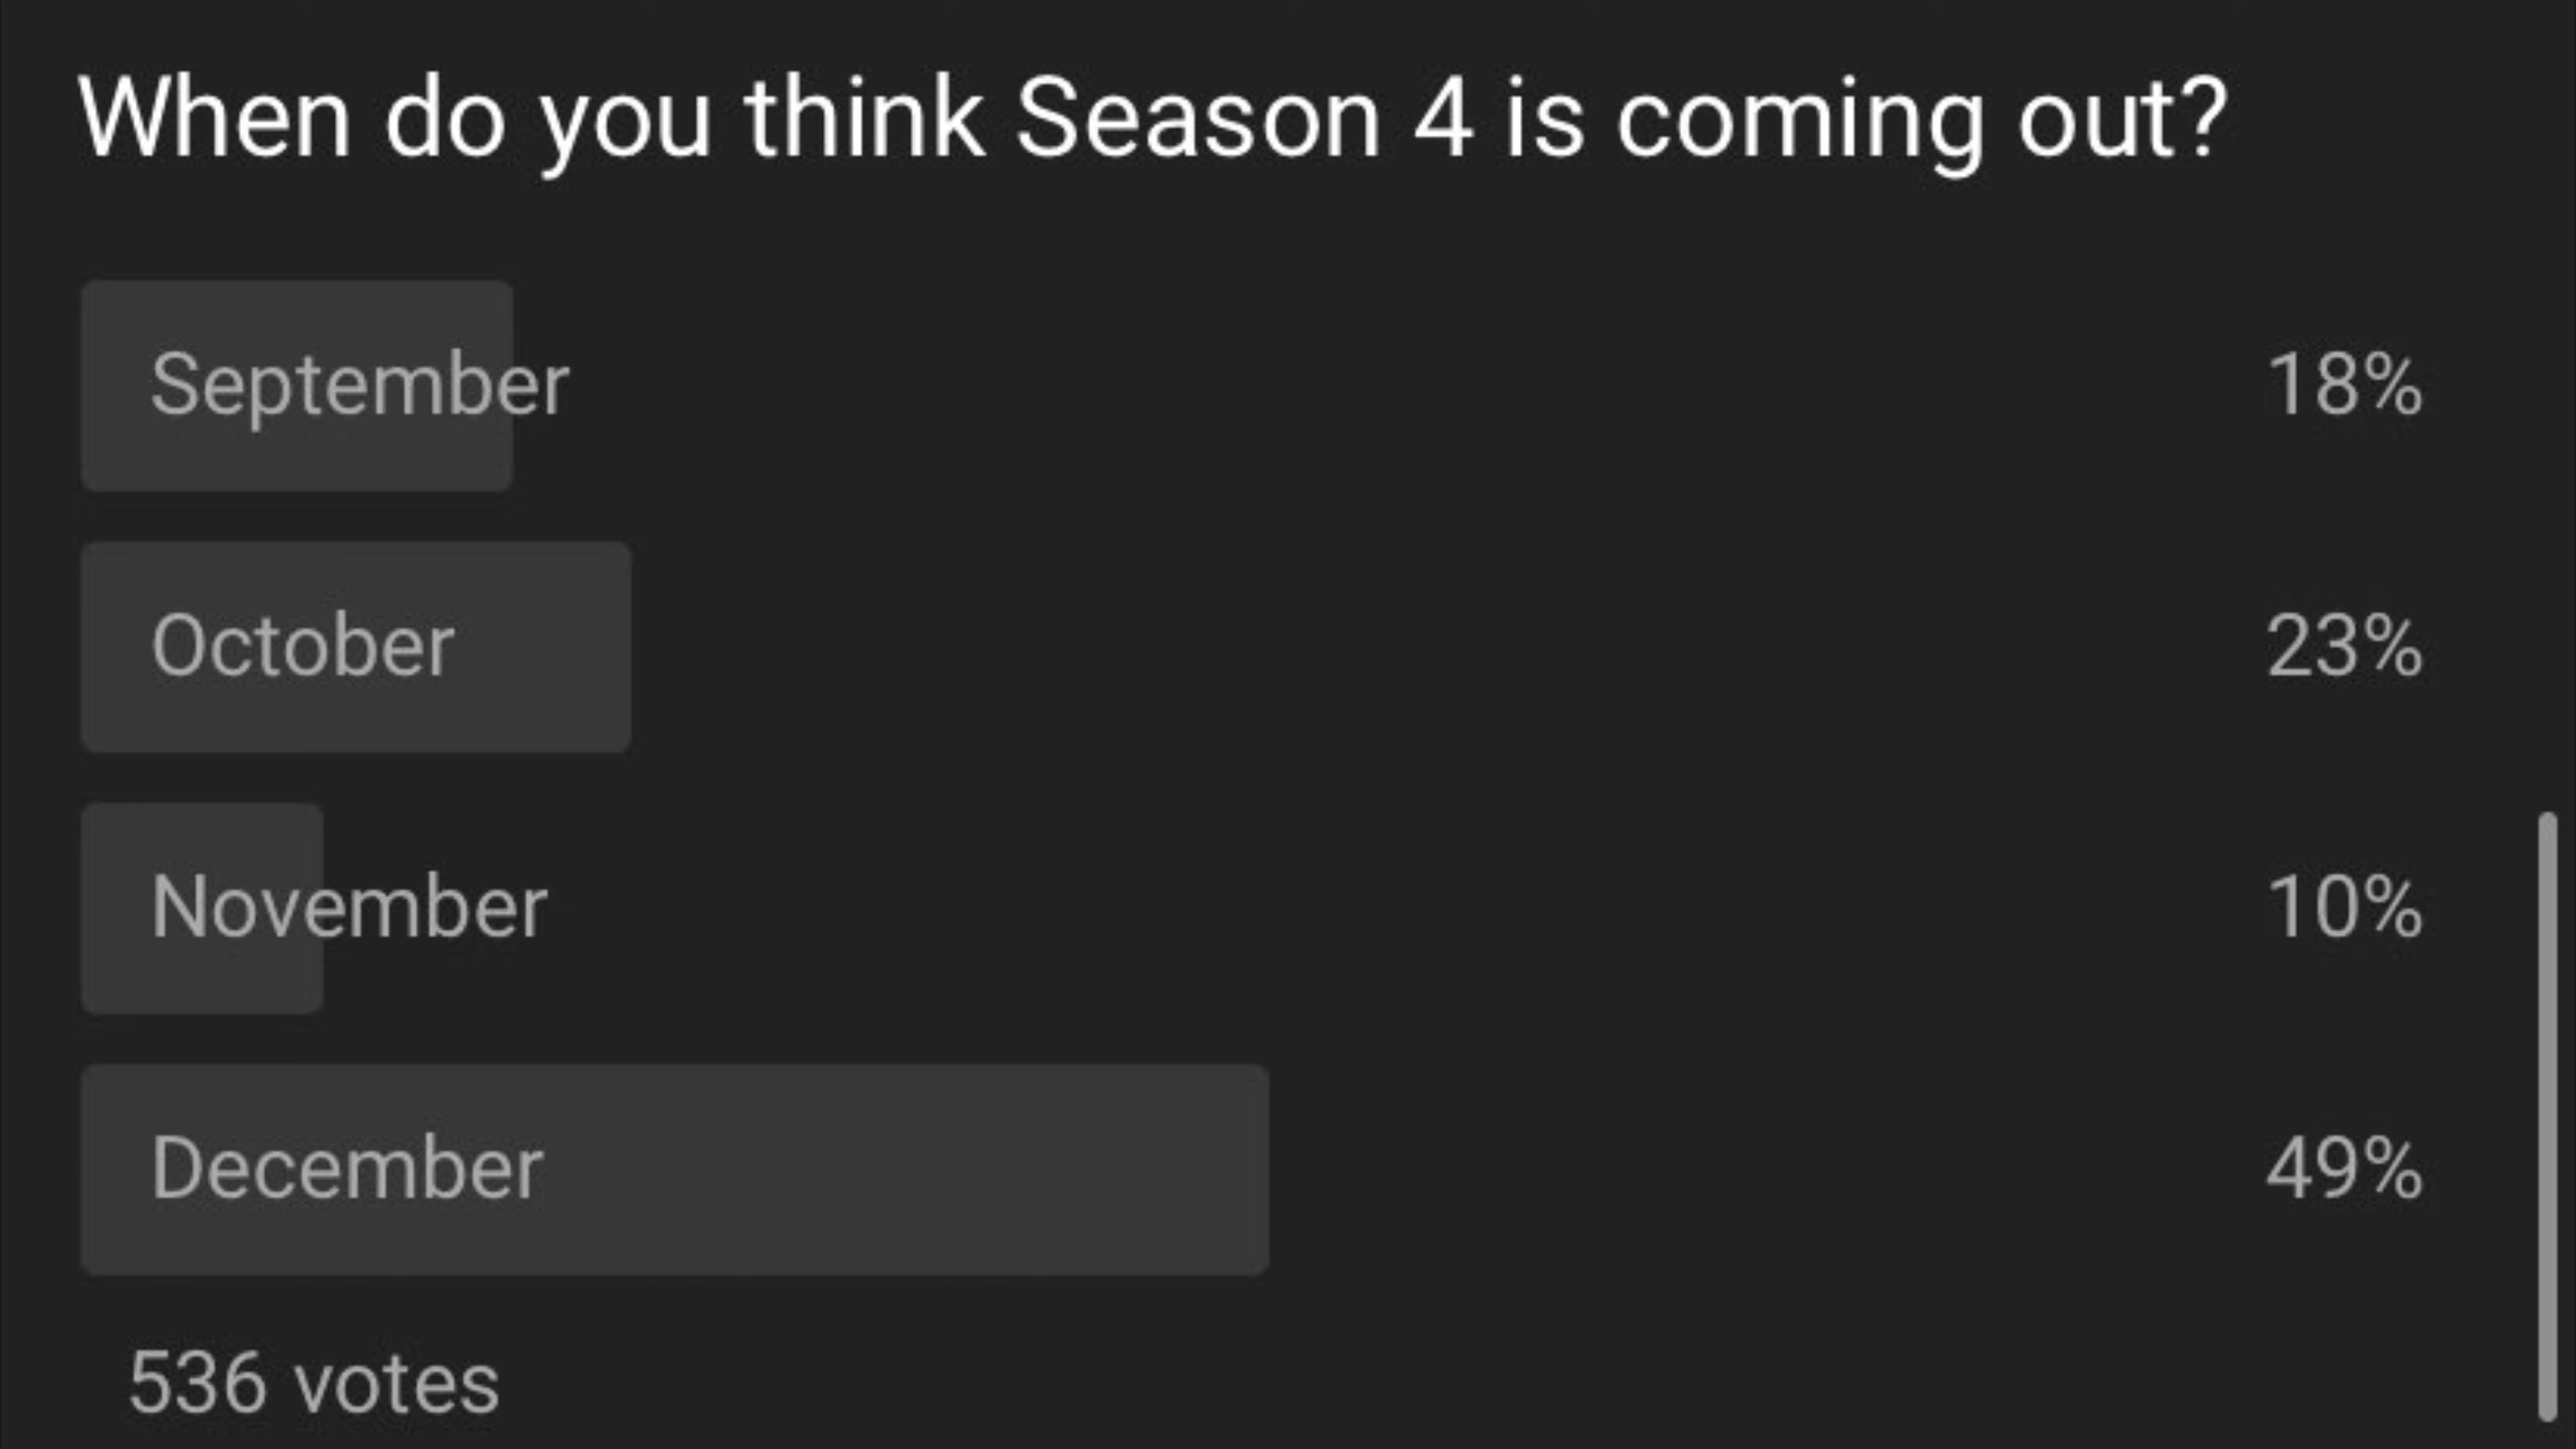 When do you think Season 4 is coming out?
September 18%
October 23%
November 10%
December 49%
536 votes